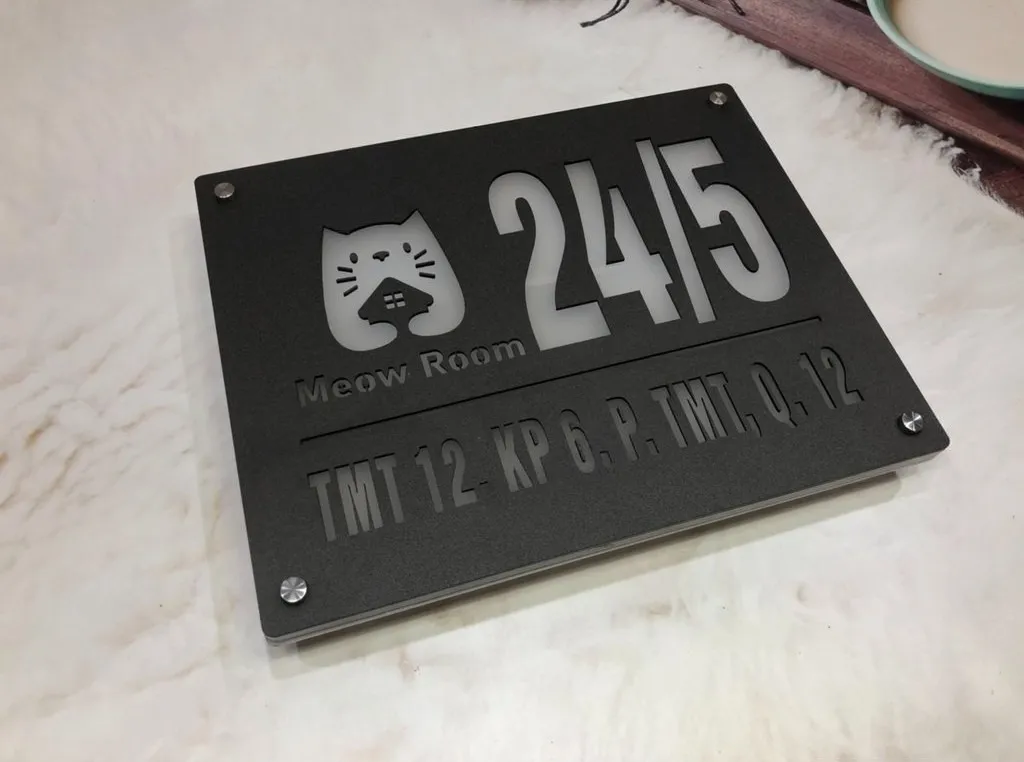 24/5
Meow Room
TMT 12. KP 6, P. TMT, Q. 12